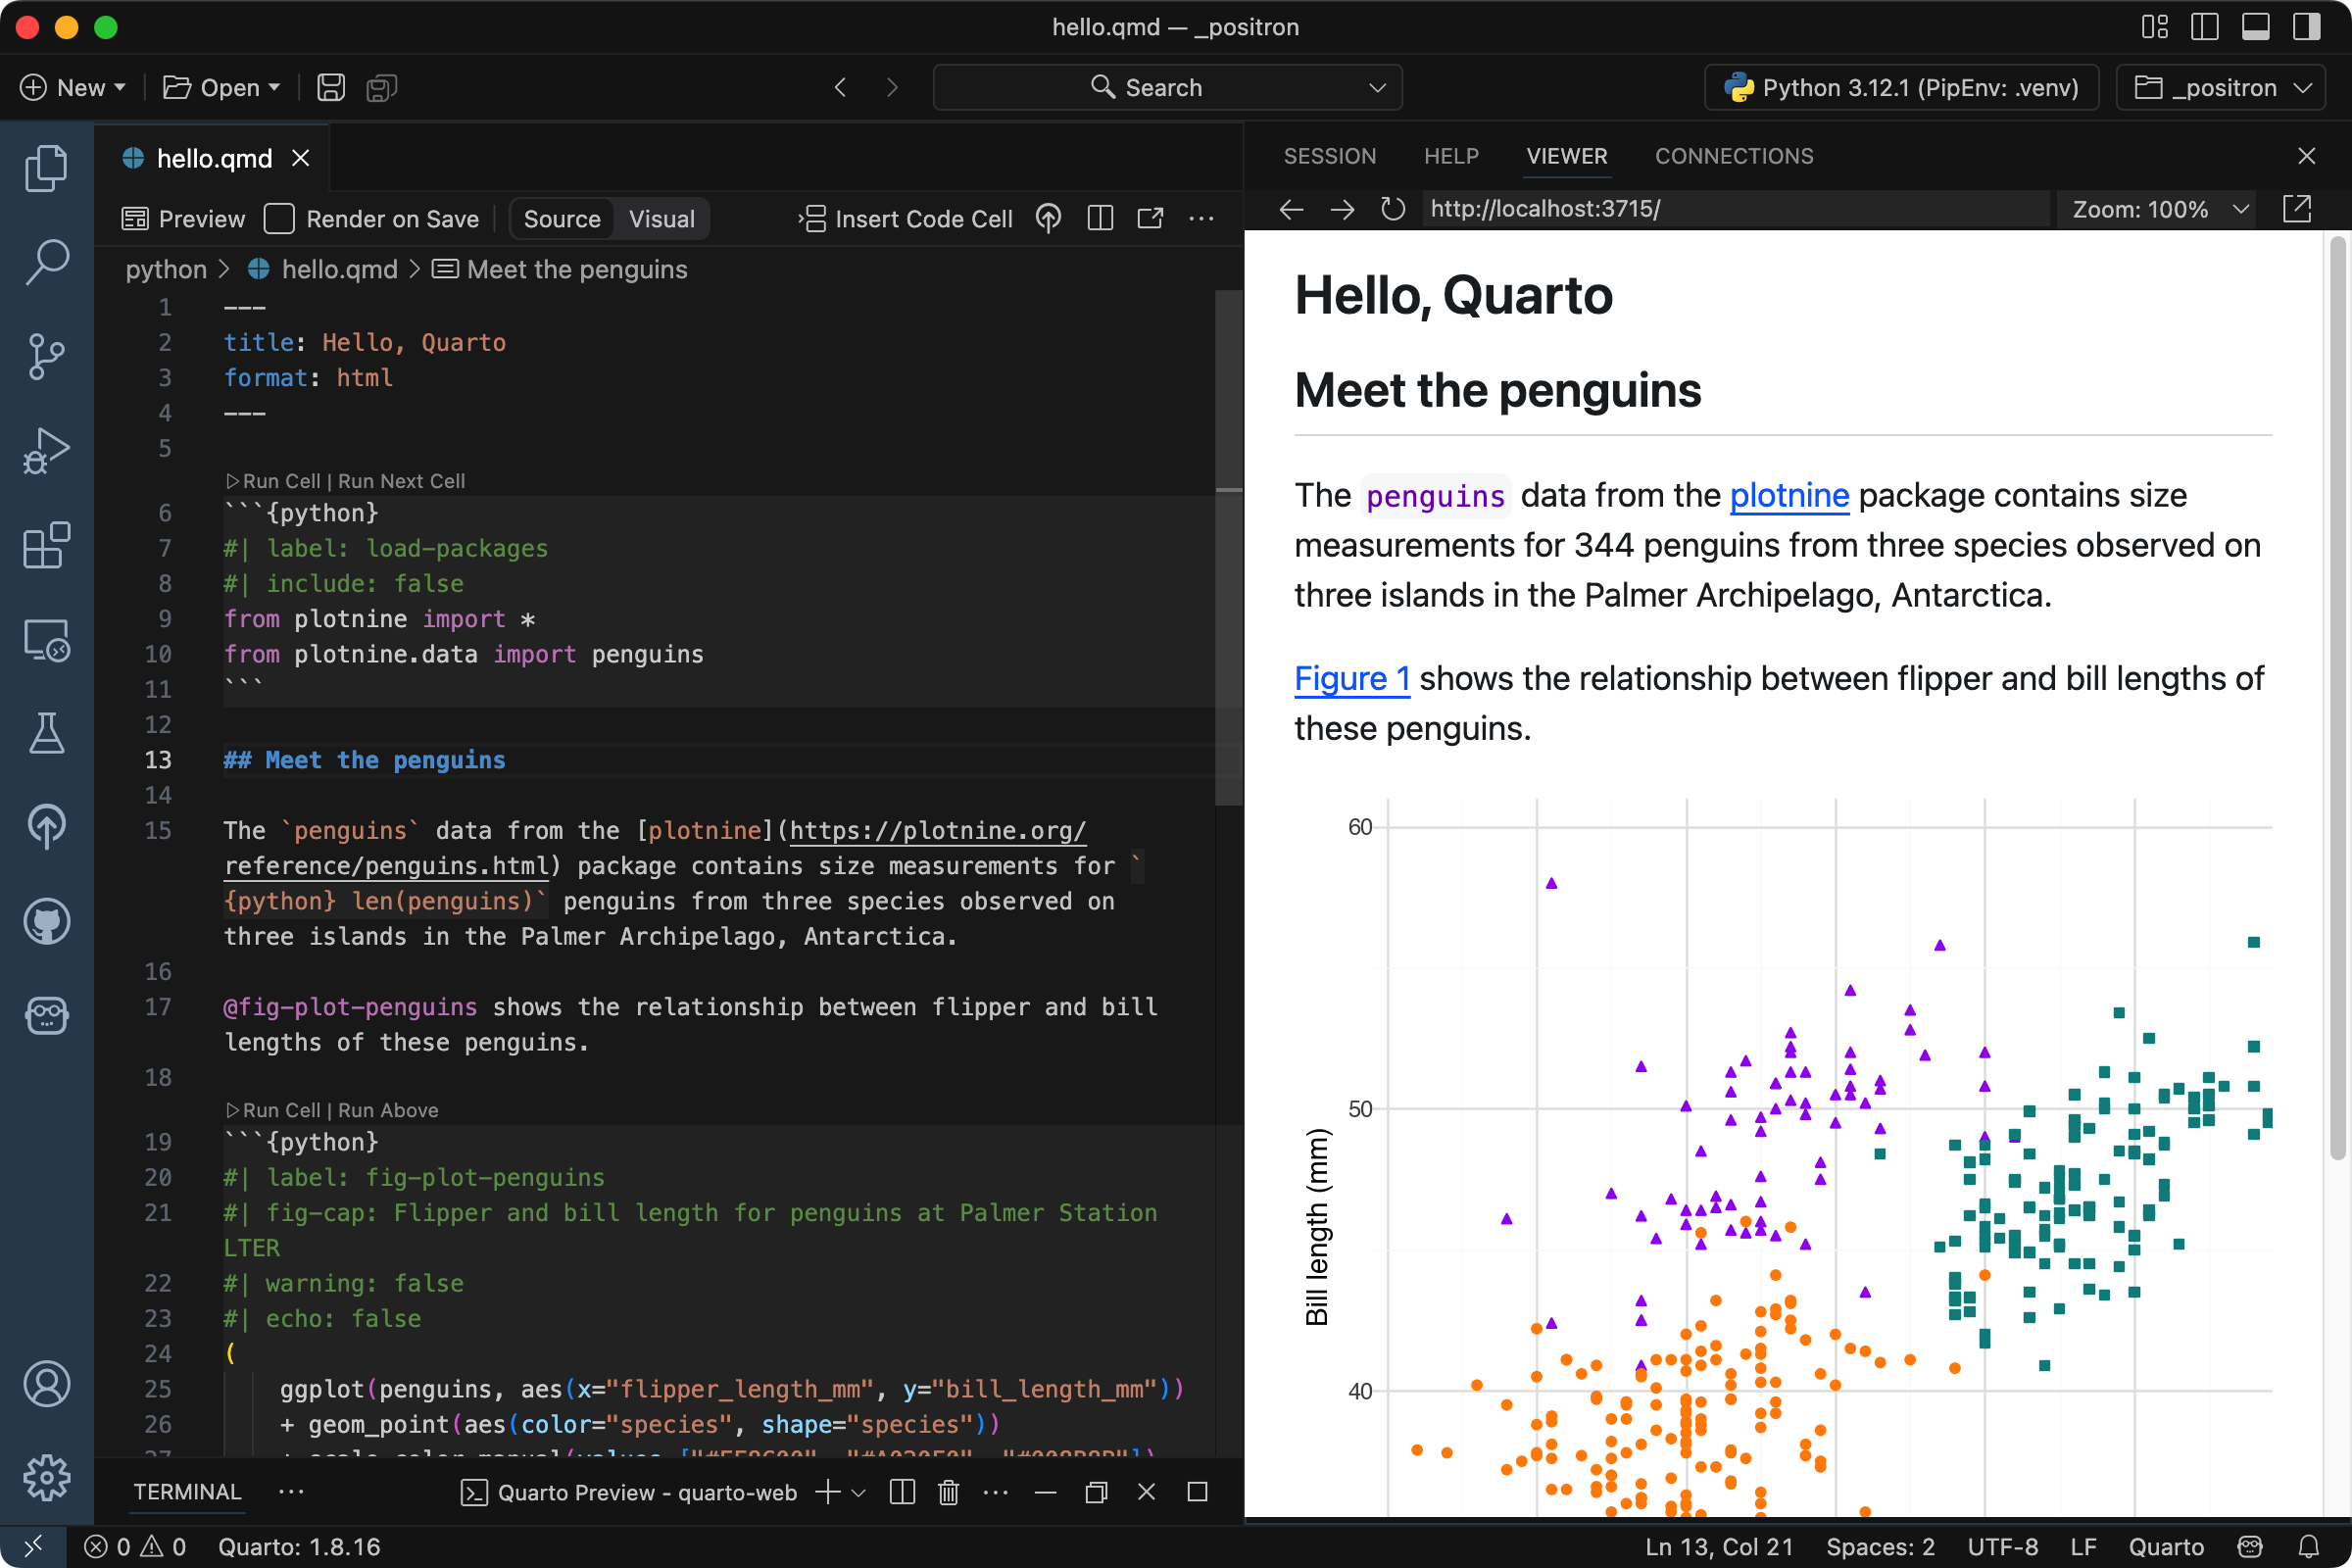 hello.qmd — _positron
New
Open
Search
Python 3.12.1 (PipEnv: .venv)
_positron
hello.qmd
Preview
Render on Save
Source
Visual
Insert Code Cell
python > hello.qmd > Meet the penguins
1 ---
2 title: Hello, Quarto
3 format: html
4 ---
5
Run Cell | Run Next Cell
6 ```{python}
7 #| label: load-packages
8 #| include: false
9 from plotnine import *
10 from plotnine.data import penguins
11 ```
12
13 ## Meet the penguins
14
15 The `penguins` data from the [plotnine](https://plotnine.org/
reference/penguins.html) package contains size measurements for `
{python} len(penguins)` penguins from three species observed on
three islands in the Palmer Archipelago, Antarctica.
16
17 @fig-plot-penguins shows the relationship between flipper and bill
lengths of these penguins.
18
Run Cell | Run Above
19 ```{python}
20 #| label: fig-plot-penguins
21 #| fig-cap: Flipper and bill length for penguins at Palmer Station
LTER
22 #| warning: false
23 #| echo: false
24 (
25 ggplot(penguins, aes(x="flipper_length_mm", y="bill_length_mm"))
26 + geom_point(aes(color="species", shape="species"))
TERMINAL
Quarto Preview - quarto-web
SESSION
HELP
VIEWER
CONNECTIONS
http://localhost:3715/
Zoom: 100%
Hello, Quarto
Meet the penguins
The penguins data from the plotnine package contains size
measurements for 344 penguins from three species observed on
three islands in the Palmer Archipelago, Antarctica.
Figure 1 shows the relationship between flipper and bill lengths of
these penguins.
60
50
40
Bill length (mm)
0
0
Quarto: 1.8.16
Ln 13, Col 21
Spaces: 2
UTF-8
LF
Quarto